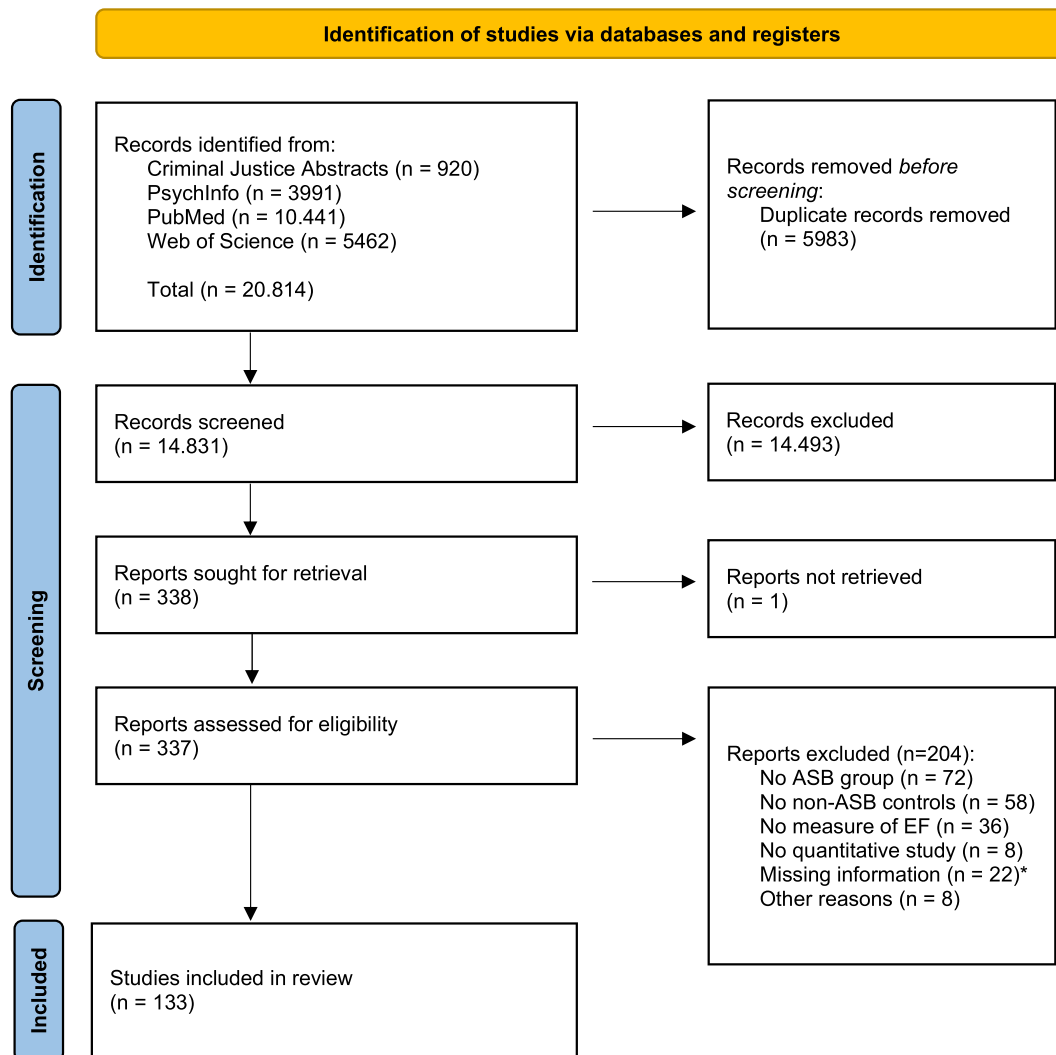 Identification of studies via databases and registers
Identification
Records identified from:
Criminal Justice Abstracts (n = 920)
PsychInfo (n = 3991)
PubMed (n = 10.441)
Web of Science (n = 5462)
Total (n = 20.814)
Records removed before
screening:
Duplicate records removed
(n = 5983)
Screening
Records screened
(n = 14.831)
Records excluded
(n = 14.493)
Reports sought for retrieval
(n = 338)
Reports not retrieved
(n = 1)
Reports assessed for eligibility
(n = 337)
Reports excluded (n=204):
No ASB group (n = 72)
No non-ASB controls (n = 58)
No measure of EF (n = 36)
No quantitative study (n = 8)
Missing information (n = 22)*
Other reasons (n = 8)
Included
Studies included in review
(n = 133)